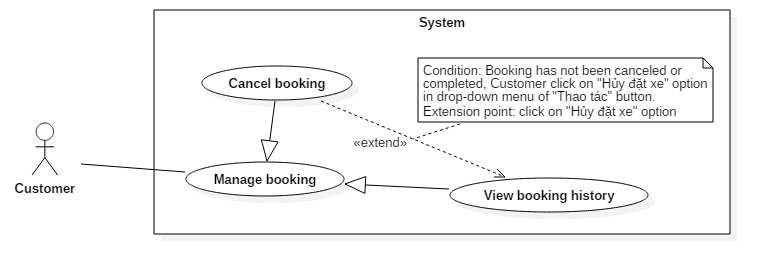 System
Cancel booking
Condition: Booking has not been canceled or
completed, Customer click on "Hủy đặt xe" option
in drop-down menu of "Thao tác" button.
Extension point: click on "Hủy đặt xe" option
«extend»
Manage booking
Customer
View booking history